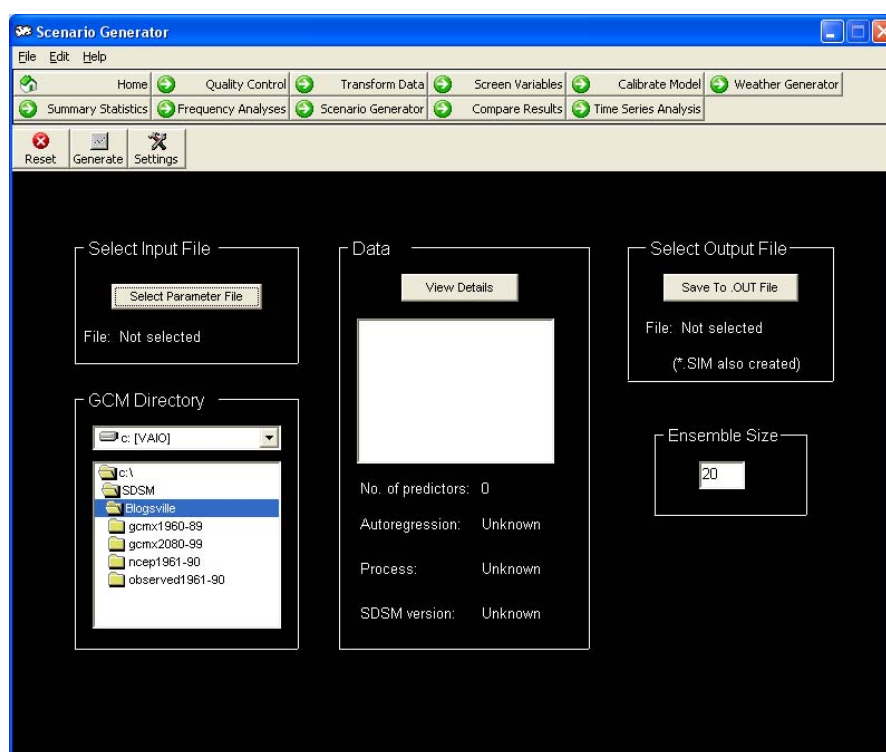 Scenario Generator
File Edit Help
Home Quality Control Transform Data Screen Variables Calibrate Model Weather Generator
Summary Statistics Frequency Analyses Scenario Generator Compare Results Time Series Analysis
Reset Generate Settings
Select Input File
Select Parameter File
File: Not selected
GCM Directory
c: [VAIO]
c:\
SDSM
Blogsville
gcmx1960-89
gcmx2080-99
ncep1961-90
observed1961-90
Data
View Details
No. of predictors: 0
Autoregression: Unknown
Process: Unknown
SDSM version: Unknown
Select Output File
Save To .OUT File
File: Not selected
(*.SIM also created)
Ensemble Size
20